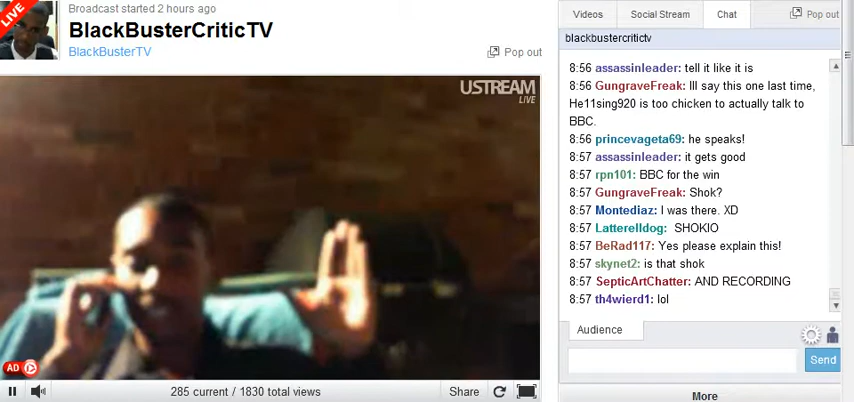 LIVE
Broadcast started 2 hours ago
BlackBusterCriticTV
BlackBusterTV
Pop out
USTREAM
LIVE
AD
285 current / 1830 total views
Share
Videos
Social Stream
Chat
Pop out
blackbustercritictv
8:56 assassinleader: tell it like it is
8:56 GungraveFreak: Ill say this one last time,
He11sing920 is too chicken to actually talk to
BBC.
8:56 princevageta69: he speaks!
8:57 assassinleader: it gets good
8:57 rpn101: BBC for the win
8:57 GungraveFreak: Shok?
8:57 Montediaz: I was there. XD
8:57 Latterelldog: SHOKIO
8:57 BeRad117: Yes please explain this!
8:57 skynet2: is that shok
8:57 SepticArtChatter: AND RECORDING
8:57 th4wierd1: lol
Audience
Send
More